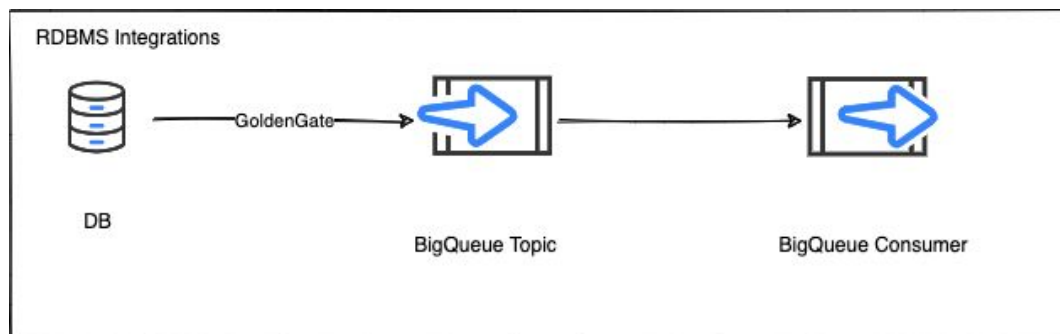 RDBMS Integrations
GoldenGate
DB
BigQueue Topic
BigQueue Consumer